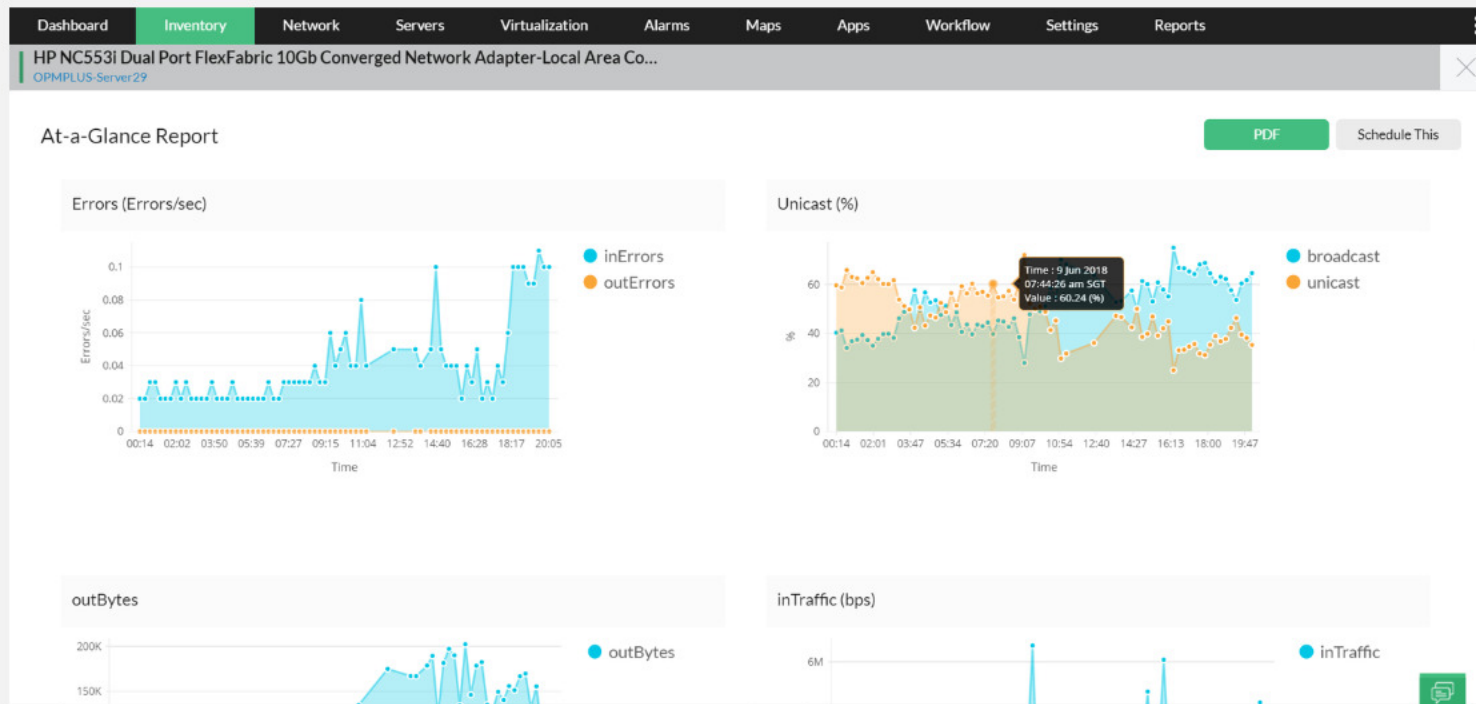 Dashboard Inventory Network Servers Virtualization Alarms Maps Apps Workflow Settings Reports
HP NC553i Dual Port FlexFabric 10Gb Converged Network Adapter-Local Area Co...
OPMPLUS-Server29
At-a-Glance Report
PDF
Schedule This
Errors (Errors/sec)
0.1
0.08
0.06
0.04
0.02
0
Errors/sec
00:14 02:02 03:50 05:39 07:27 09:15 11:04 12:52 14:40 16:28 18:17 20:05
Time
inErrors
outErrors
Unicast (%)
60
40
20
0
%
Time : 9 Jun 2018
07:44:26 am SGT
Value : 60.24 (%)
00:14 02:01 03:47 05:34 07:20 09:07 10:54 12:40 14:27 16:13 18:00 19:47
Time
broadcast
unicast
outBytes
200K
150K
outBytes
inTraffic (bps)
6M
inTraffic